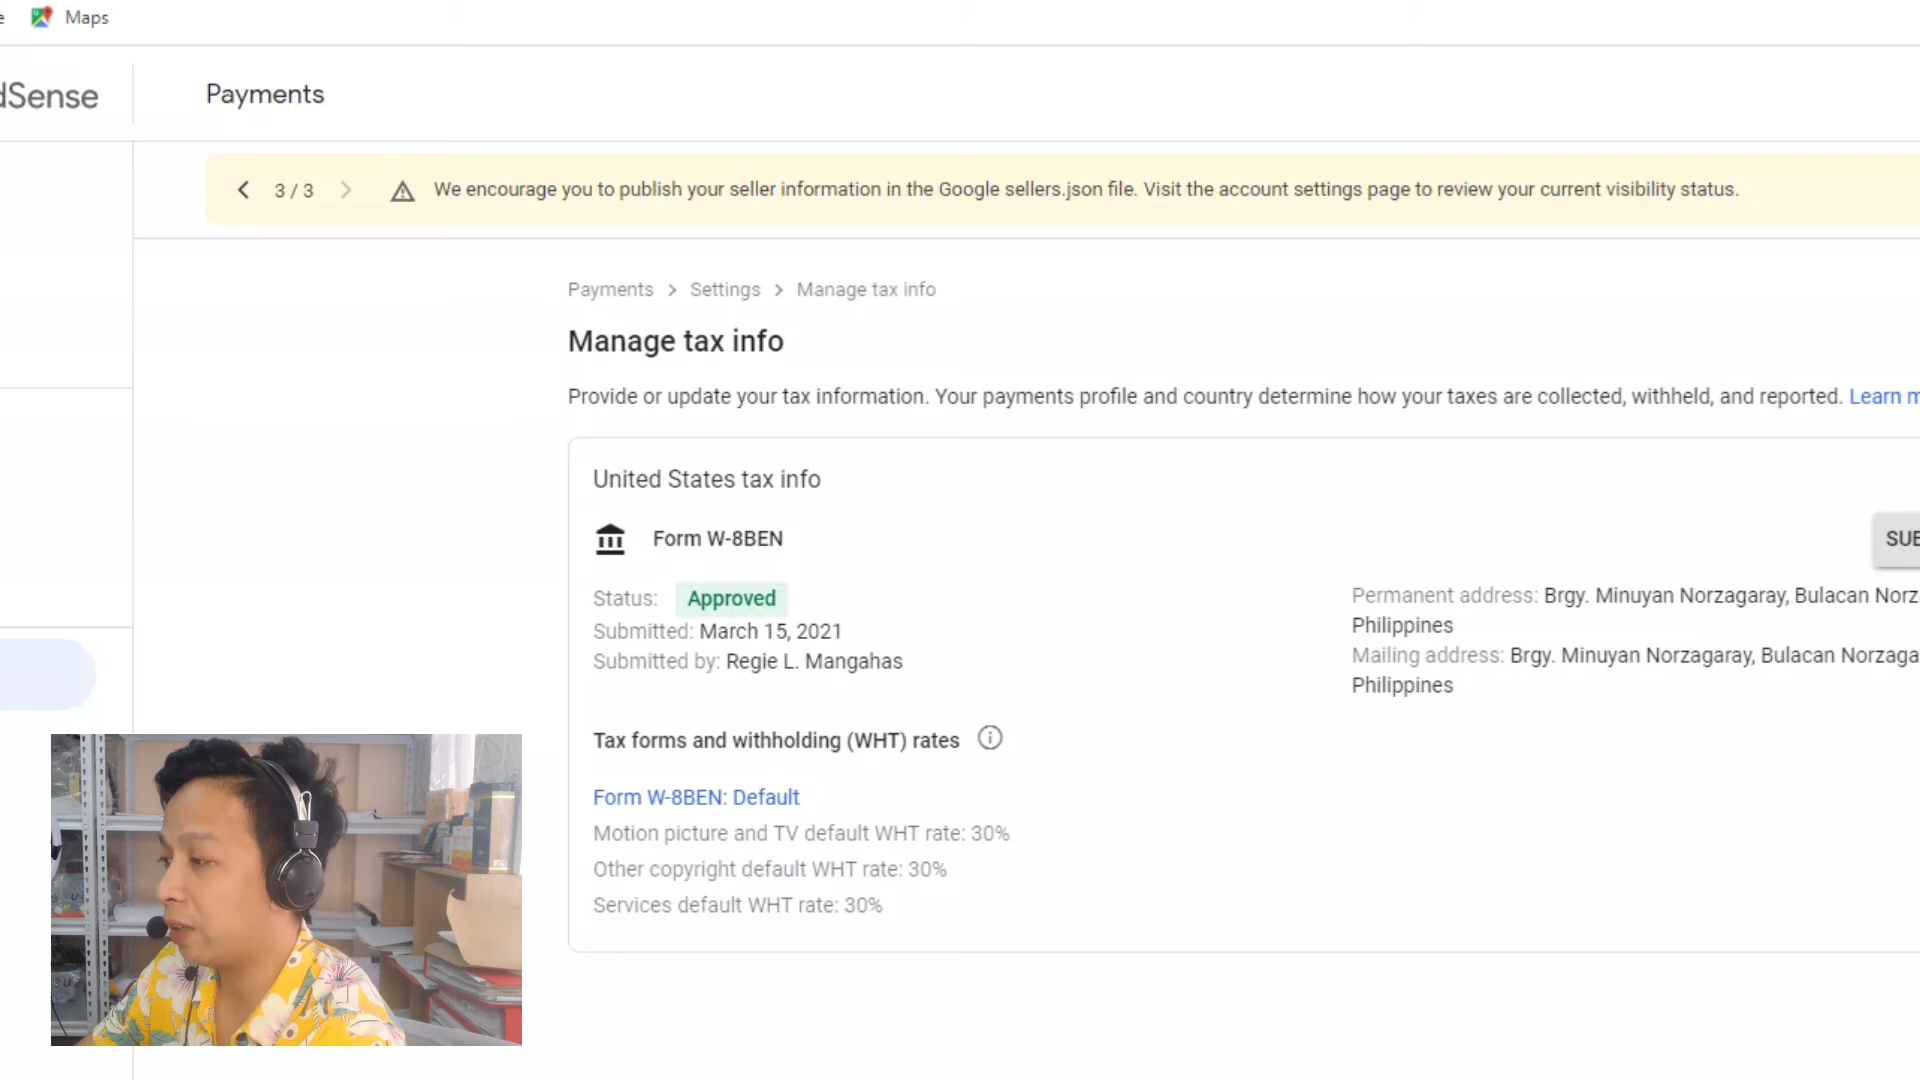 Maps
dSense
Payments
3 / 3
We encourage you to publish your seller information in the Google sellers.json file. Visit the account settings page to review your current visibility status.
Payments > Settings > Manage tax info
Manage tax info
Provide or update your tax information. Your payments profile and country determine how your taxes are collected, withheld, and reported. Learn m
United States tax info
Form W-8BEN
SUB
Status: Approved
Submitted: March 15, 2021
Submitted by: Regie L. Mangahas
Permanent address: Brgy. Minuyan Norzagaray, Bulacan Norz
Philippines
Mailing address: Brgy. Minuyan Norzagaray, Bulacan Norzaga
Philippines
Tax forms and withholding (WHT) rates
Form W-8BEN: Default
Motion picture and TV default WHT rate: 30%
Other copyright default WHT rate: 30%
Services default WHT rate: 30%